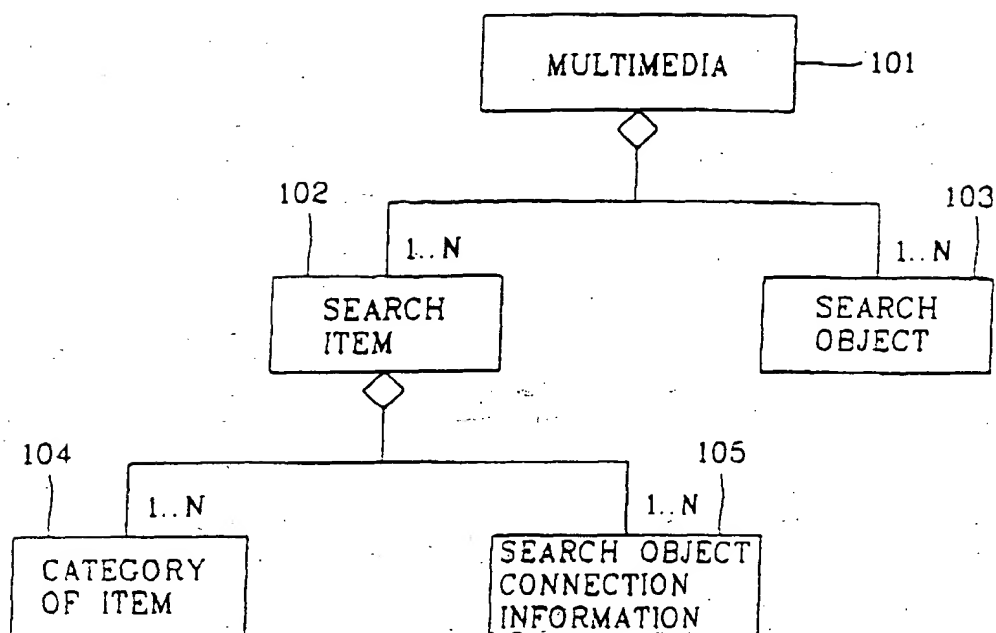 MULTIMEDIA
101
102
103
1..N
1..N
SEARCH
ITEM
SEARCH
OBJECT
104
105
1..N
1..N
CATEGORY
OF ITEM
SEARCH OBJECT
CONNECTION
INFORMATION